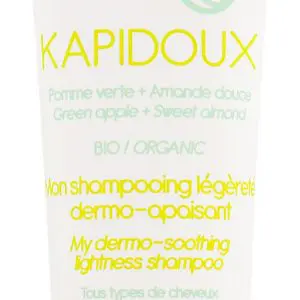 KAPIDOUX
Pomme verte + Amande douce
Green apple + Sweet almond
BIO / ORGANIC
Mon shampooing légèreté
dermo-apaisant
My dermo-soothing
lightness shampoo
Tous types de cheveux